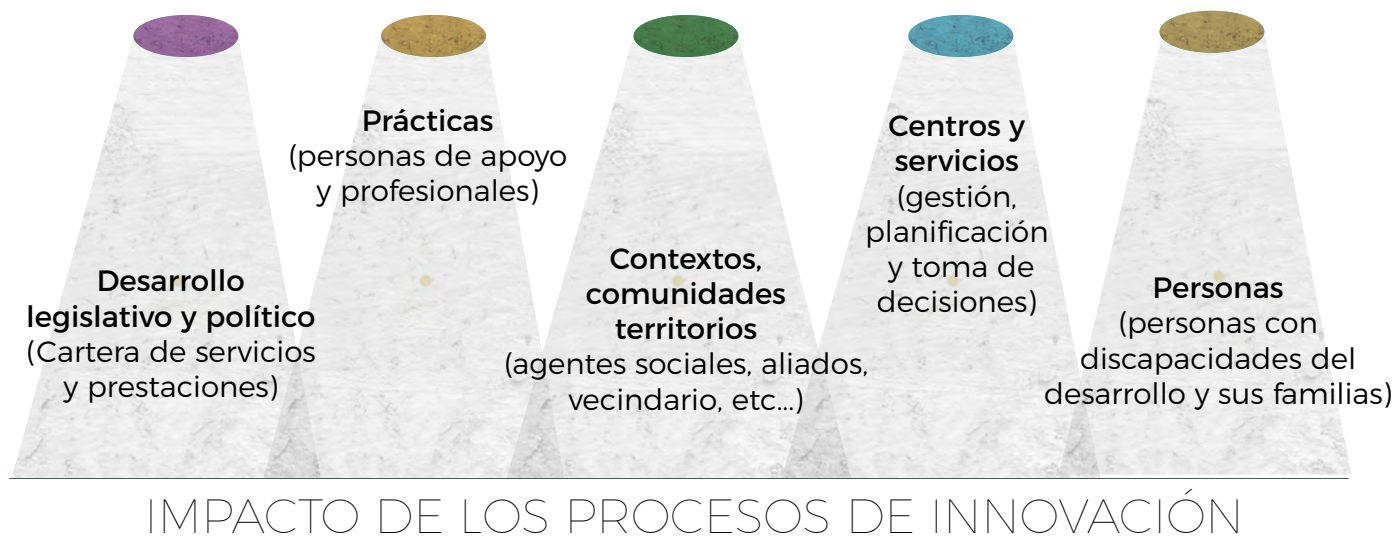 Desarrollo
legislativo y político
(Cartera de servicios
y prestaciones)
Prácticas
(personas de apoyo
y profesionales)
Contextos,
comunidades
territorios
(agentes sociales, aliados,
vecindario, etc...)
Centros y
servicios
(gestión,
planificación
y toma de
decisiones)
Personas
(personas con
discapacidades del
desarrollo y sus familias)
IMPACTO DE LOS PROCESOS DE INNOVACIÓN